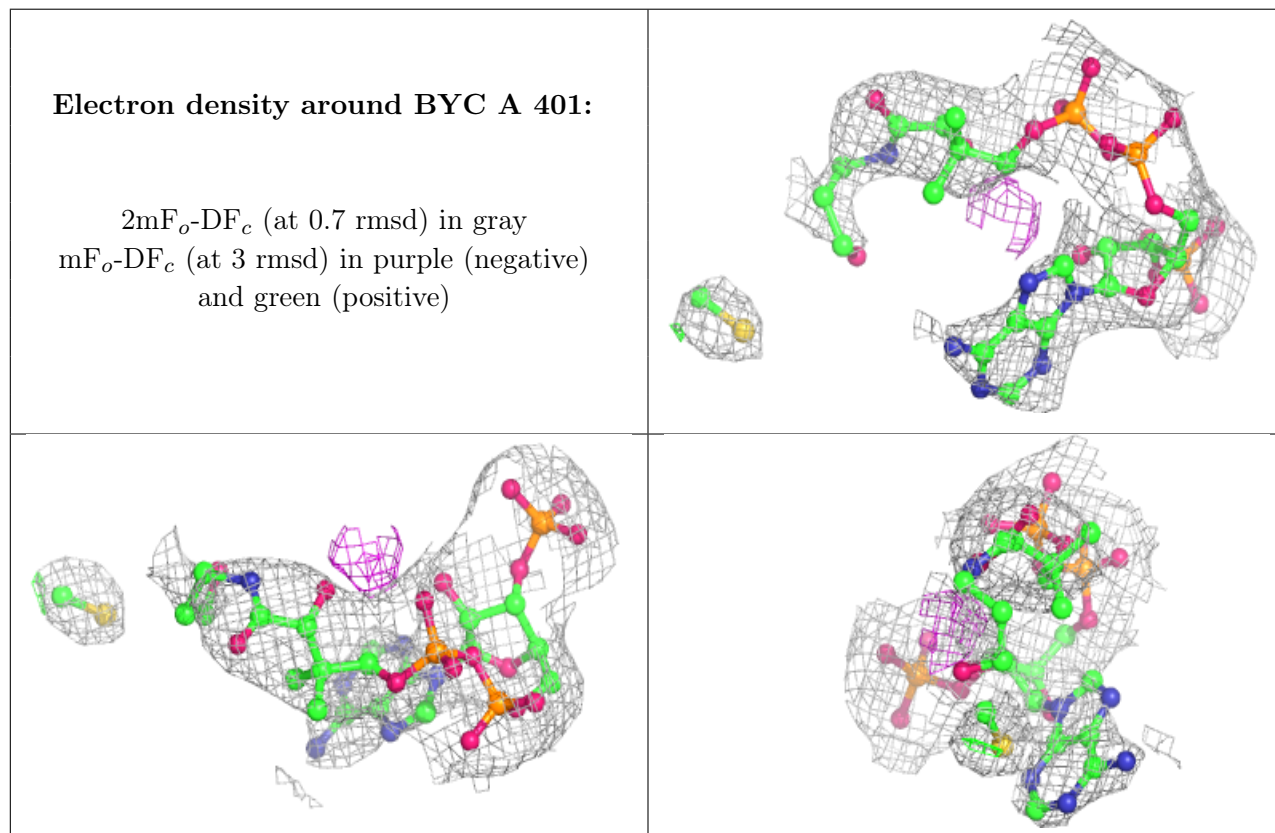 Electron density around BYC A 401:
2mFo-DFc (at 0.7 rmsd) in gray
mFo-DFc (at 3 rmsd) in purple (negative)
and green (positive)